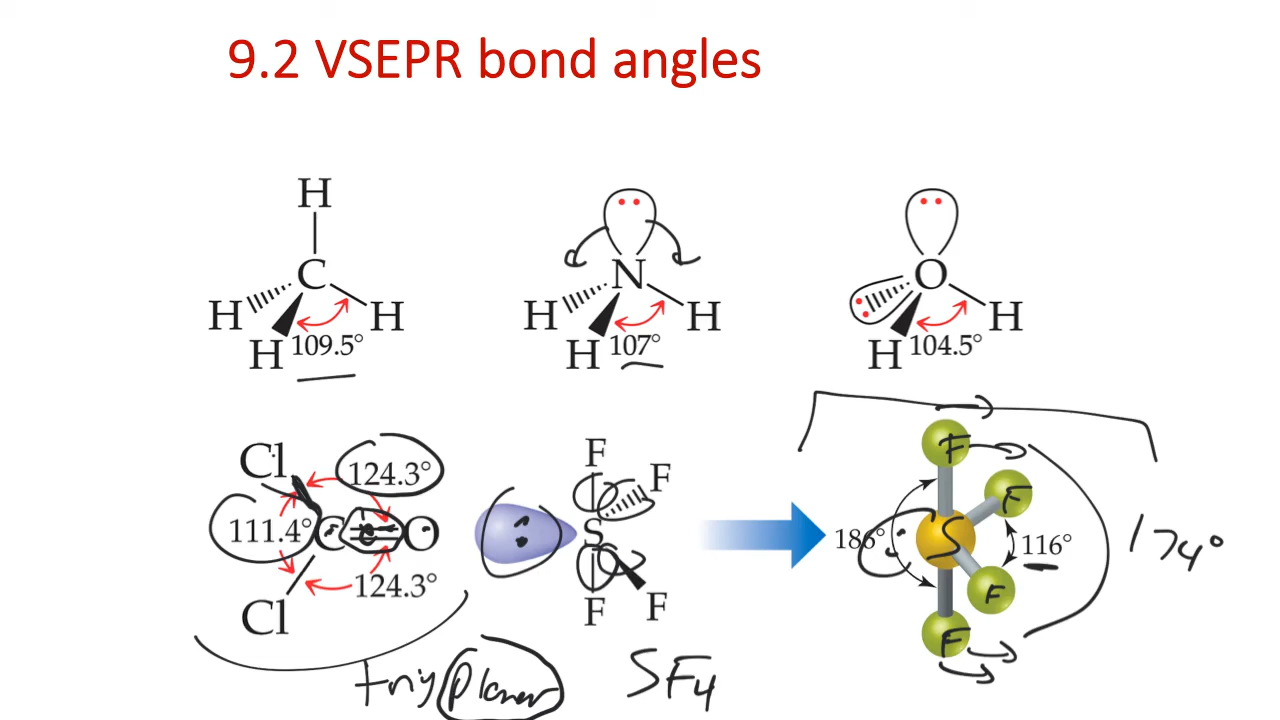 9.2 VSEPR bond angles
H
C
H
H
H
109.5°
N
H
H
H
107°
O
H
H
104.5°
Cl
124.3°
111.4°
C
O
124.3°
Cl
F
F
S
F
F
F
F
S
186°
116°
F
F
174°
planar
SF4